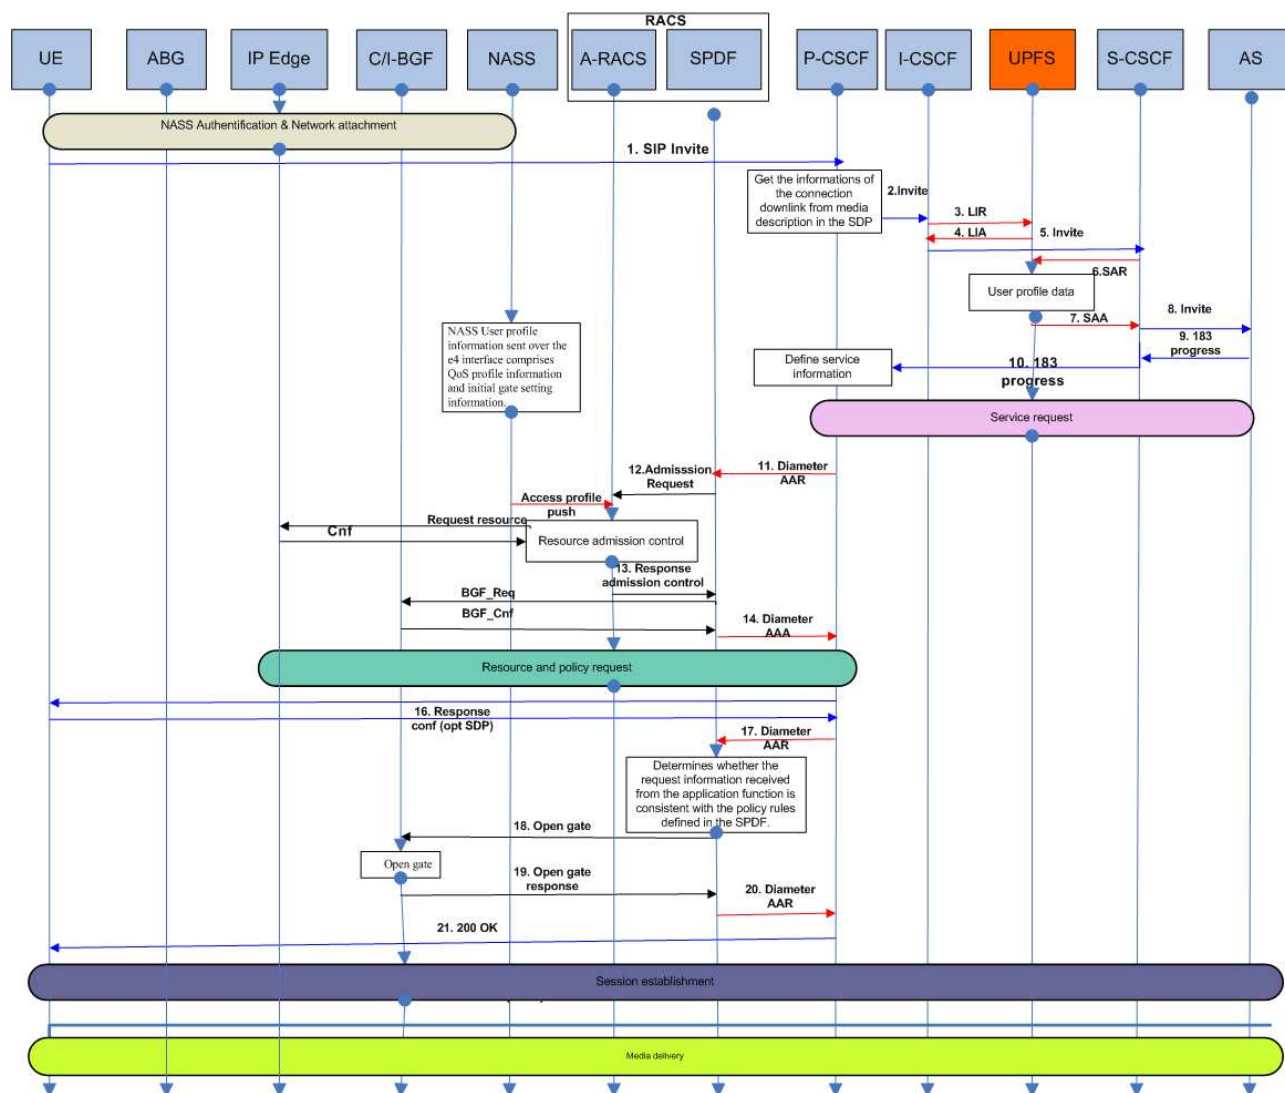 RACS
UE
ABG
IP Edge
C/I-BGF
NASS
A-RACS
SPDF
P-CSCF
I-CSCF
UPFS
S-CSCF
AS
NASS Authentification & Network attachment
1. SIP Invite
Get the informations of
the connection
downlink from media
description in the SDP
2.Invite
3. LIR
4. LIA
5. Invite
6.SAR
User profile data
7. SAA
8. Invite
9. 183
progress
NASS User profile
information sent over the
e4 interface comprises
QoS profile information
and initial gate setting
information.
Define service
information
10. 183
progress
Service request
11. Diameter
AAR
12.Admisssion
Request
Access profile
push
Request resource
Cnf
Resource admission control
13. Response
admission control
BGF_Req
BGF_Cnf
14. Diameter
AAA
Resource and policy request
16. Response
conf (opt SDP)
17. Diameter
AAR
Determines whether the
request information received
from the application function is
consistent with the policy rules
defined in the SPDF.
18. Open gate
Open gate
19. Open gate
response
20. Diameter
AAR
21. 200 OK
Session establishment
Media delivery